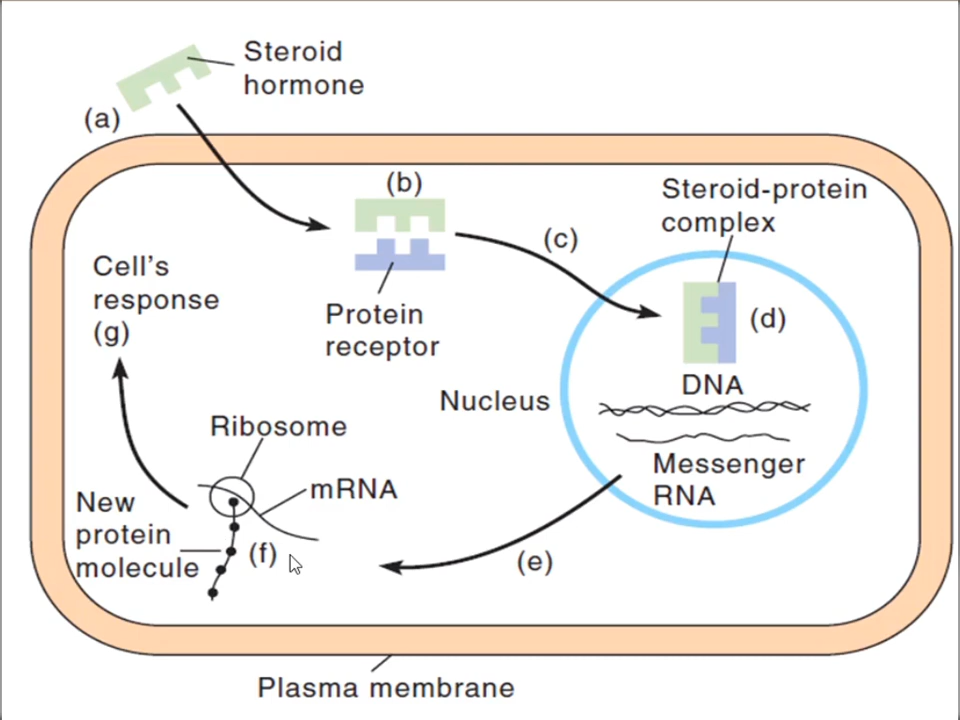 Steroid
hormone
(a)
(b)
Steroid-protein
complex
(c)
Cell's
response
(g)
Protein
receptor
(d)
DNA
Nucleus
Ribosome
Messenger
RNA
mRNA
New
protein
molecule
(f)
(e)
Plasma membrane